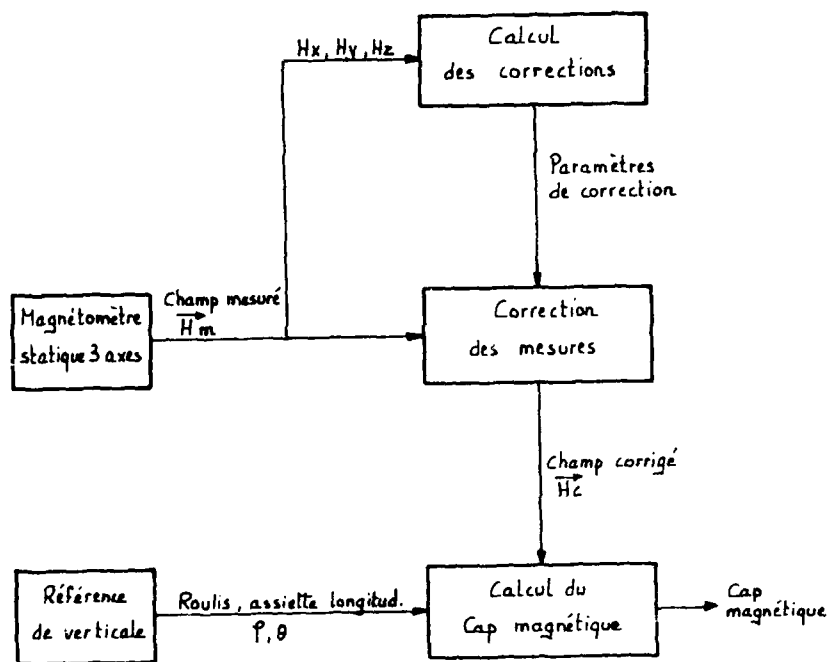 Calcul
des corrections
Hx, Hy, Hz
Paramètres
de correction
Magnétomètre
statique 3 axes
Champ mesuré
Hm
Correction
des mesures
Champ corrigé
Hc
Référence
de verticale
Roulis, assiette longitud.
φ, θ
Calcul du
Cap magnétique
Cap
magnétique